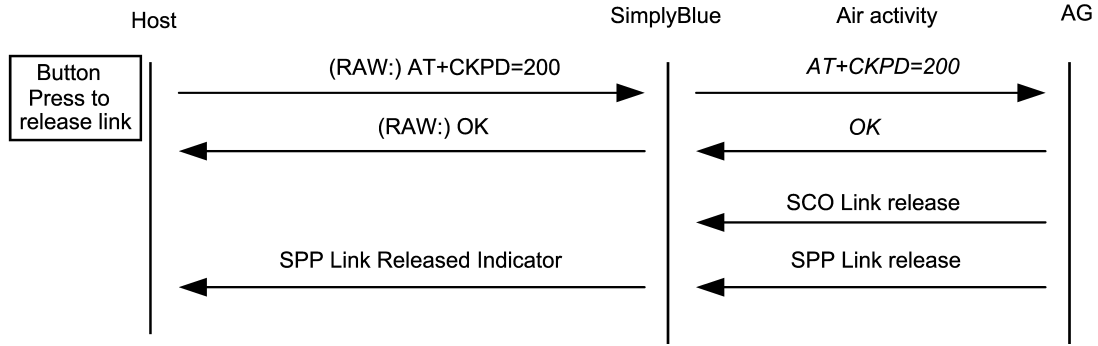 Host
SimplyBlue
Air activity
AG
Button
Press to
release link
(RAW:) AT+CKPD=200
AT+CKPD=200
(RAW:) OK
OK
SCO Link release
SPP Link Released Indicator
SPP Link release